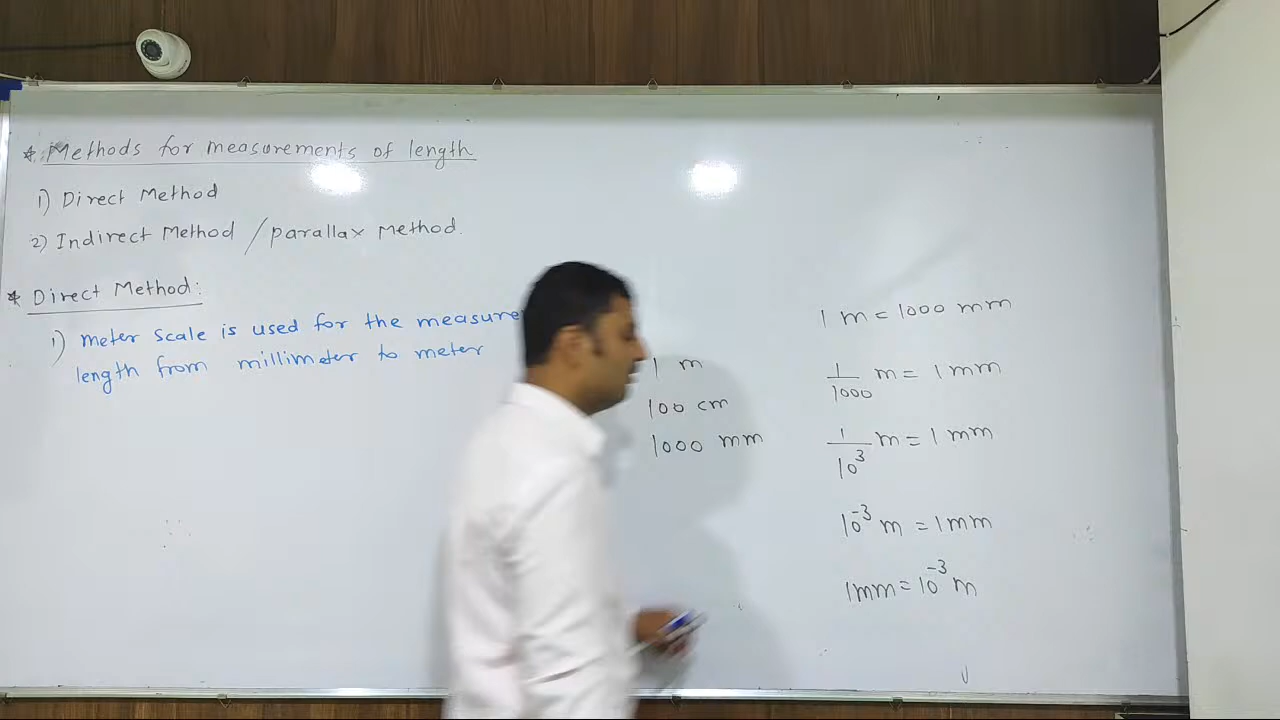 * Methods for measurements of length
1) Direct Method
2) Indirect Method / parallax Method.
* Direct Method:
1) Meter Scale is used for the measure
length from millimeter to meter
1 m
100 cm
1000 mm
1 m = 1000 mm
1/1000 m = 1 mm
1/10³ m = 1 mm
10⁻³ m = 1 mm
1mm = 10⁻³ m